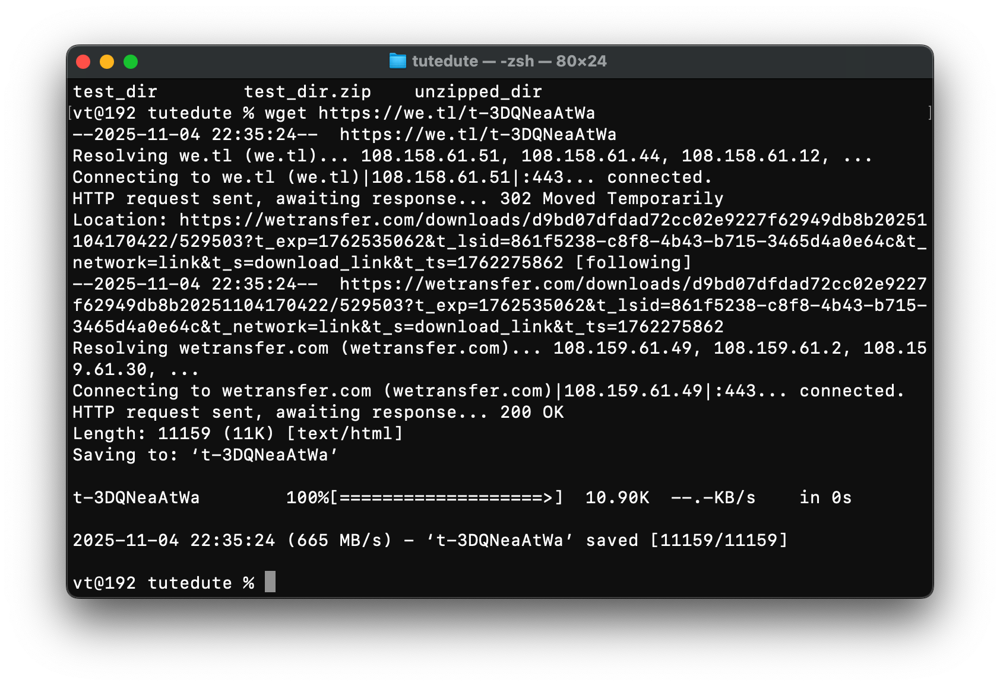 tutedute — -zsh — 80×24
test_dir        test_dir.zip    unzipped_dir
[vt@192 tutedute % wget https://we.tl/t-3DQNeaAtWa ]
--2025-11-04 22:35:24--  https://we.tl/t-3DQNeaAtWa
Resolving we.tl (we.tl)... 108.158.61.51, 108.158.61.44, 108.158.61.12, ...
Connecting to we.tl (we.tl)|108.158.61.51|:443... connected.
HTTP request sent, awaiting response... 302 Moved Temporarily
Location: https://wetransfer.com/downloads/d9bd07dfdad72cc02e9227f62949db8b20251
104170422/529503?t_exp=1762535062&t_lsid=861f5238-c8f8-4b43-b715-3465d4a0e64c&t_
network=link&t_s=download_link&t_ts=1762275862 [following]
--2025-11-04 22:35:24--  https://wetransfer.com/downloads/d9bd07dfdad72cc02e9227
f62949db8b20251104170422/529503?t_exp=1762535062&t_lsid=861f5238-c8f8-4b43-b715-
3465d4a0e64c&t_network=link&t_s=download_link&t_ts=1762275862
Resolving wetransfer.com (wetransfer.com)... 108.159.61.49, 108.159.61.2, 108.15
9.61.30, ...
Connecting to wetransfer.com (wetransfer.com)|108.159.61.49|:443... connected.
HTTP request sent, awaiting response... 200 OK
Length: 11159 (11K) [text/html]
Saving to: ‘t-3DQNeaAtWa’
t-3DQNeaAtWa        100%[===================>]  10.90K  --.-KB/s    in 0s
2025-11-04 22:35:24 (665 MB/s) - ‘t-3DQNeaAtWa’ saved [11159/11159]
vt@192 tutedute %